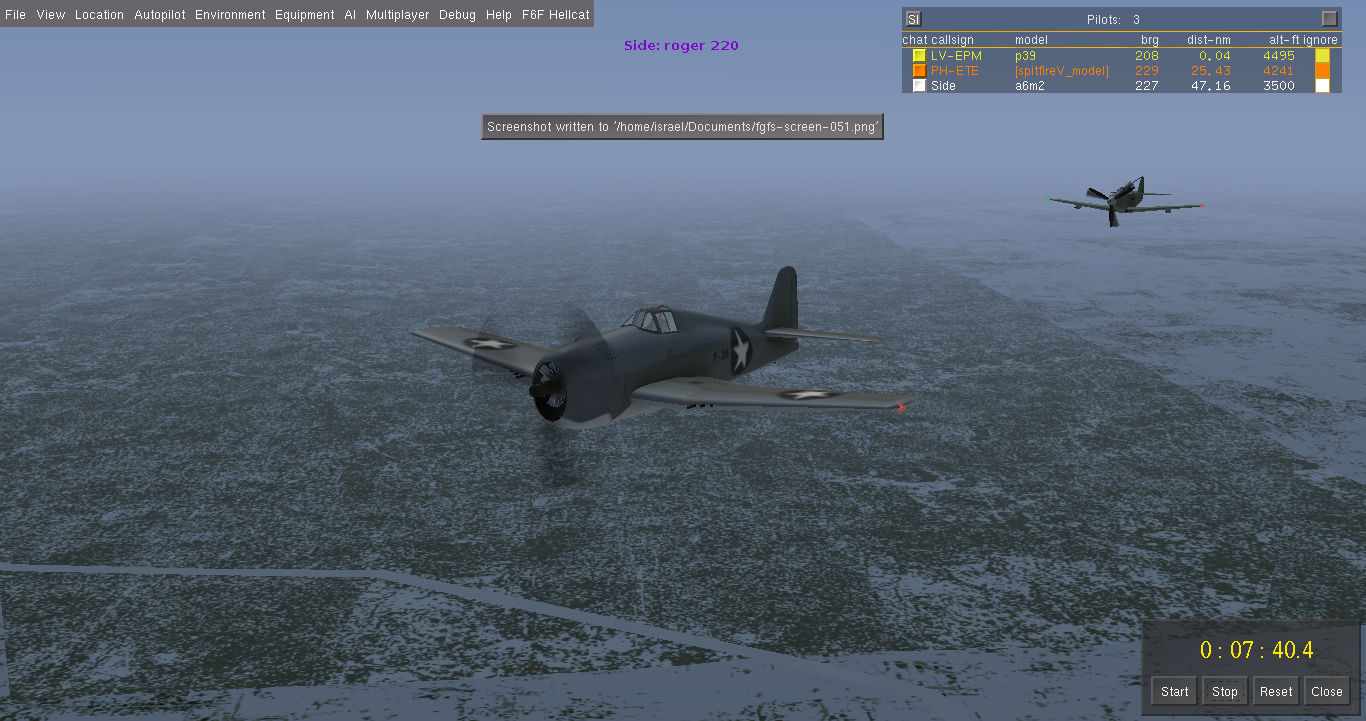 File View Location Autopilot Environment Equipment AI Multiplayer Debug Help F6F Hellcat
Side: roger 220
SI Pilots: 3
chat callsign model brg dist-nm alt-ft ignore
LV-EPM p39 208 0.04 4495
PH-ETE [spitfireV_model] 229 25.43 4241
Side a6m2 227 47.16 3500
Screenshot written to '/home/israel/Documents/fgfs-screen-051.png'
0 : 07 : 40.4
Start Stop Reset Close